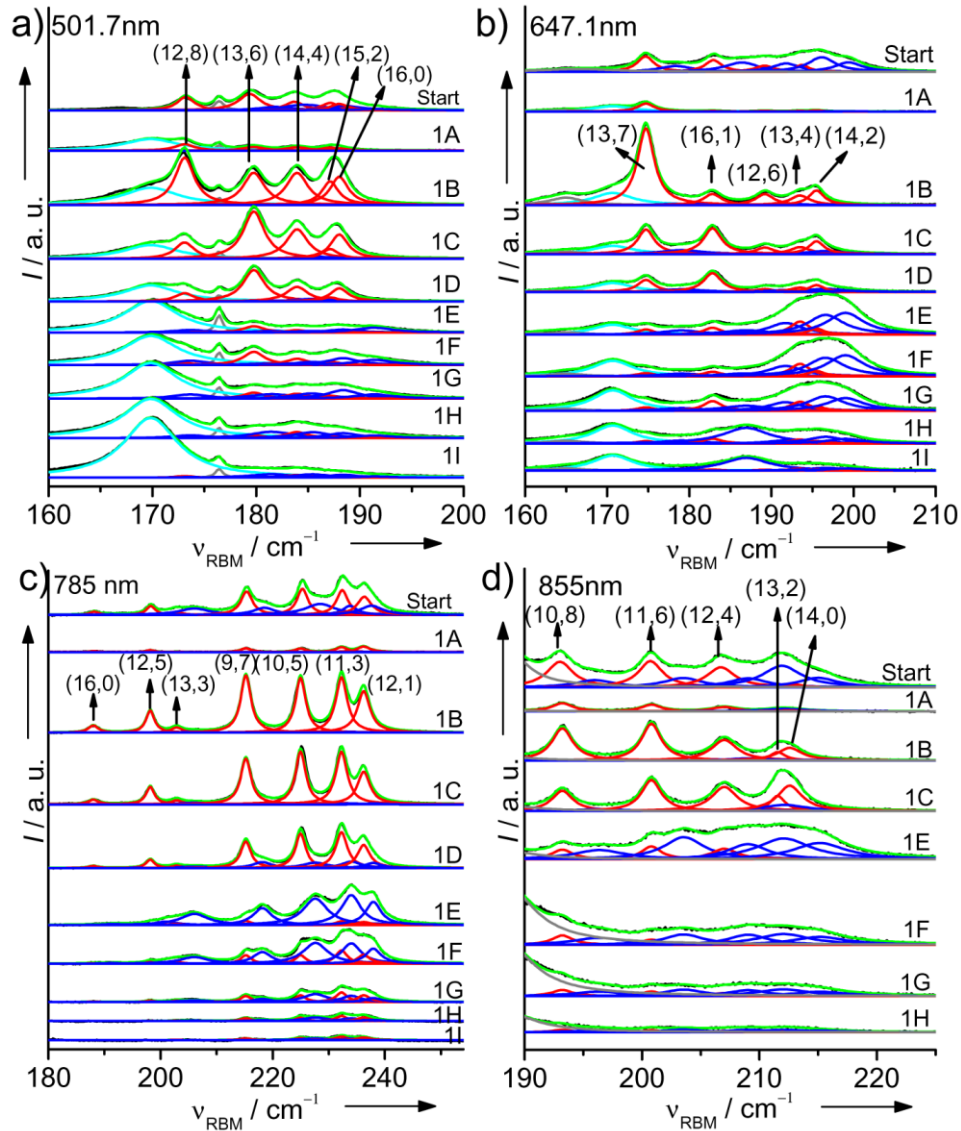 a) 501.7nm
(12,8) (13,6) (14,4) (15,2)
(16,0)
Start
1A
1B
1C
1D
1E
1F
1G
1H
1I
I / a. u.
160 170 180 190 200
νRBM / cm−1
b) 647.1nm
Start
1A
(13,7) (16,1) (13,4) (14,2)
(12,6)
1B
1C
1D
1E
1F
1G
1H
1I
I / a. u.
160 170 180 190 200 210
νRBM / cm−1
c) 785 nm
Start
1A
(12,5) (9,7) (10,5) (11,3)
(16,0) (13,3) (12,1)
1B
1C
1D
1E
1F
1G
1H
1I
I / a. u.
180 200 220 240
νRBM / cm−1
d) 855nm
(13,2)
(10,8) (11,6) (12,4) (14,0)
Start
1A
1B
1C
1E
1F
1G
1H
I / a. u.
190 200 210 220
νRBM / cm−1